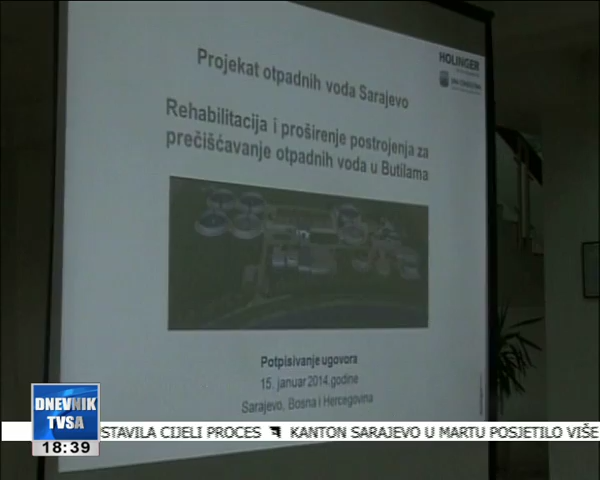 HOLINGER
Projekat otpadnih voda Sarajevo
Rehabilitacija i proširenje postrojenja za
prečišćavanje otpadnih voda u Butilama
Potpisivanje ugovora
15. januar 2014.godine
Sarajevo, Bosna i Hercegovina
DNEVNIK
TVSA
STAVILA CIJELI PROCES KANTON SARAJEVO U MARTU POSJETILO VIŠE
18:39